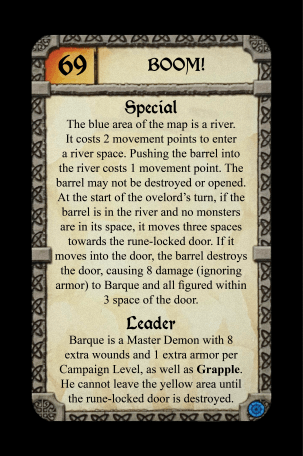 69
BOOM!
Special
The blue area of the map is a river.
It costs 2 movement points to enter
a river space. Pushing the barrel into
the river costs 1 movement point. The
barrel may not be destroyed or opened.
At the start of the ovelord's turn, if the
barrel is in the river and no monsters
are in its space, it moves three spaces
towards the rune-locked door. If it
moves into the door, the barrel destroys
the door, causing 8 damage (ignoring
armor) to Barque and all figured within
3 space of the door.
Leader
Barque is a Master Demon with 8
extra wounds and 1 extra armor per
Campaign Level, as well as Grapple.
He cannot leave the yellow area until
the rune-locked door is destroyed.